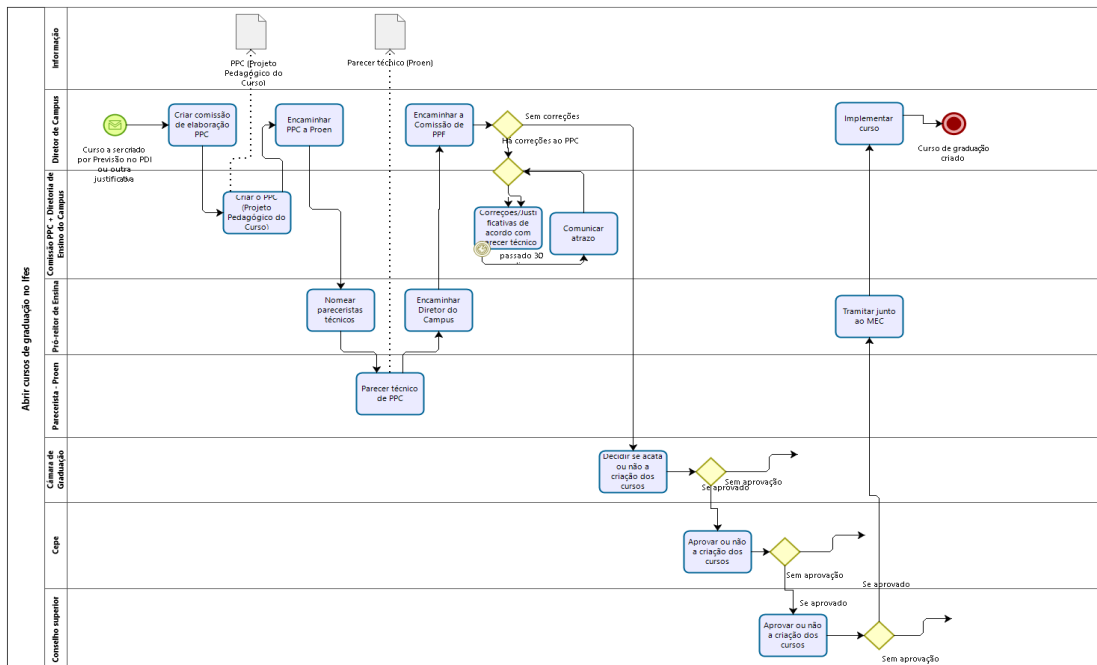 Abrir cursos de graduação no Ifes
Informação
PPC (Projeto
Pedagógico do
Curso)
Parecer técnico (Proen)
Diretor de Campus
Curso a ser criado
por Previsão no PDI
ou outra
justificativa
Criar comissão
de elaboração
PPC
Encaminhar
PPC a Proen
Encaminhar a
Comissão de
PPF
Sem correções
Há correções ao PPC
Implementar
curso
Curso de graduação
criado
Comissão PPC + Diretoria de
Ensino do Campus
Criar o PPC
(Projeto
Pedagógico do
Curso)
Correções/Justi
ficativas de
acordo com
parecer técnico
passado 30
Comunicar
atrazo
Pró-reitor de Ensina
Nomear
pareceristas
técnicos
Encaminhar
Diretor do
Campus
Tramitar junto
ao MEC
Parecerista - Proen
Parecer técnico
de PPC
Câmara de
Graduação
Decidir se acata
ou não a
criação dos
cursos
Sem aprovação
Se aprovado
Cepe
Aprovar ou não
a criação dos
cursos
Sem aprovação
Se aprovado
Se aprovado
Conselho superior
Aprovar ou não
a criação dos
cursos
Sem aprovação